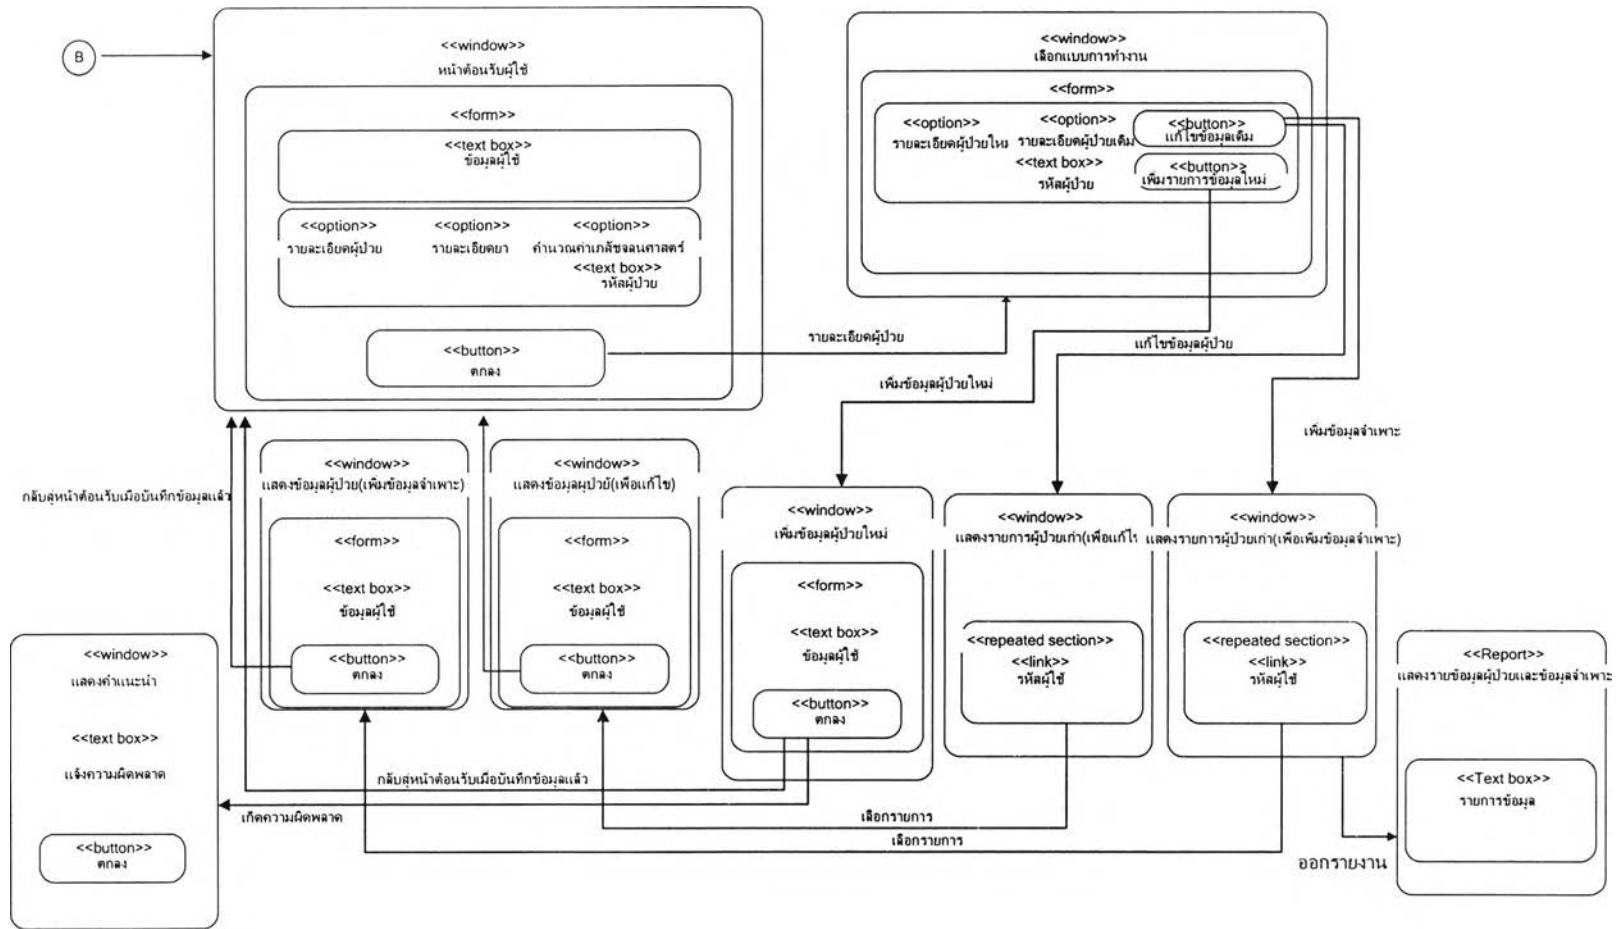 B
<<window>>
หน้าต้อนรับผู้ใช้
<<form>>
<<text box>>
ข้อมูลผู้ใช้
<<option>>
รายละเอียดผู้ป่วย
<<option>>
รายละเอียดยา
<<option>>
คำนวณค่าเภสัชจลนศาสตร์
<<text box>>
รหัสผู้ป่วย
<<button>>
ตกลง
<<window>>
เลือกแบบการทำงาน
<<form>>
<<option>>
รายละเอียดผู้ป่วยใหม่
<<option>>
รายละเอียดผู้ป่วยเดิม
<<text box>>
รหัสผู้ป่วย
<<button>>
แก้ไขข้อมูลเดิม
<<button>>
เพิ่มรายการข้อมูลใหม่
รายละเอียดผู้ป่วย
แก้ไขข้อมูลผู้ป่วย
เพิ่มข้อมูลผู้ป่วยใหม่
เพิ่มข้อมูลจำเพาะ
กลับสู่หน้าต้อนรับเมื่อบันทึกข้อมูลแล้ว
<<window>>
แสดงข้อมูลผู้ป่วย(เพิ่มข้อมูลจำเพาะ)
<<form>>
<<text box>>
ข้อมูลผู้ใช้
<<button>>
ตกลง
<<window>>
แสดงข้อมูลผู้ป่วย(เพื่อแก้ไข)
<<form>>
<<text box>>
ข้อมูลผู้ใช้
<<button>>
ตกลง
<<window>>
เพิ่มข้อมูลผู้ป่วยใหม่
<<form>>
<<text box>>
ข้อมูลผู้ใช้
<<button>>
ตกลง
<<window>>
แสดงรายการผู้ป่วยเก่า(เพื่อแก้ไข
<<repeated section>>
<<link>>
รหัสผู้ใช้
<<window>>
แสดงรายการผู้ป่วยเก่า(เพื่อเพิ่มข้อมูลจำเพาะ)
<<repeated section>>
<<link>>
รหัสผู้ใช้
<<Report>>
แสดงรายข้อมูลผู้ป่วยและข้อมูลจำเพาะ
<<Text box>>
รายการข้อมูล
<<window>>
แสดงคำแนะนำ
<<text box>>
แจ้งความผิดพลาด
<<button>>
ตกลง
กลับสู่หน้าต้อนรับเมื่อบันทึกข้อมูลแล้ว
เกิดความผิดพลาด
เลือกรายการ
เลือกรายการ
ออกรายงาน